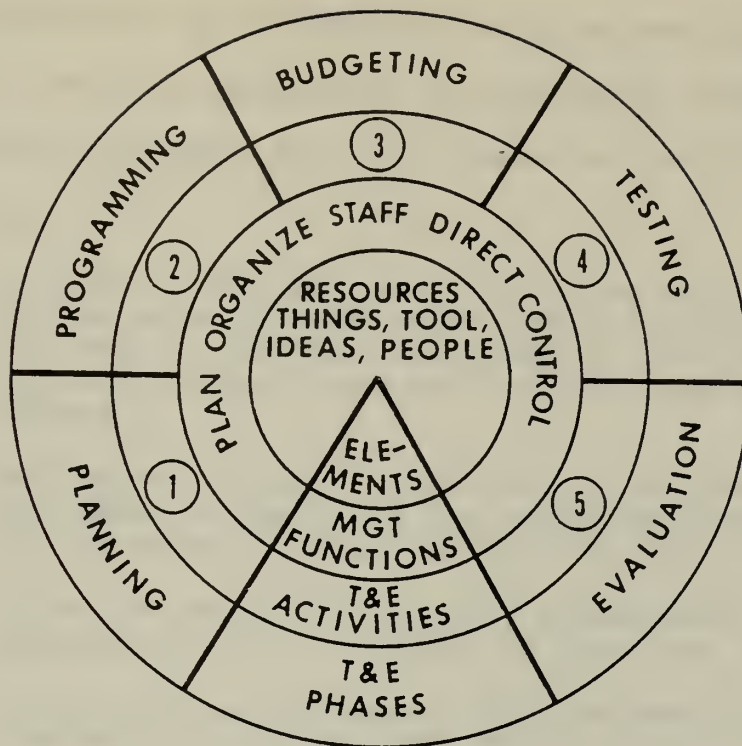 BUDGETING
PROGRAMMING
TESTING
PLANNING
EVALUATION
3
2
4
1
5
PLAN ORGANIZE STAFF DIRECT CONTROL
RESOURCES
THINGS, TOOL,
IDEAS, PEOPLE
ELE-
MENTS
MGT
FUNCTIONS
T&E
ACTIVITIES
T&E
PHASES